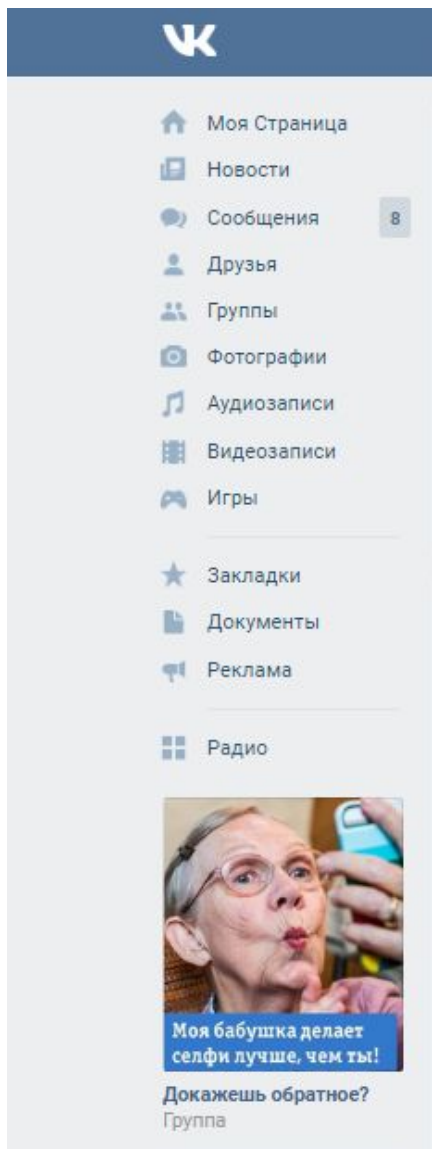 VK
Моя Страница
Новости
Сообщения 8
Друзья
Группы
Фотографии
Аудиозаписи
Видеозаписи
Игры
Закладки
Документы
Реклама
Радио
Моя бабушка делает
селфи лучше, чем ты!
Докажешь обратное?
Группа